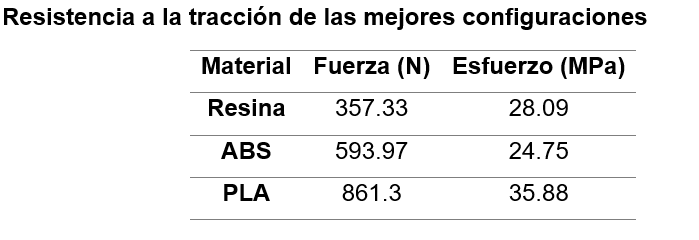 Resistencia a la tracción de las mejores configuraciones
Material Fuerza (N) Esfuerzo (MPa)
Resina 357.33 28.09
ABS 593.97 24.75
PLA 861.3 35.88